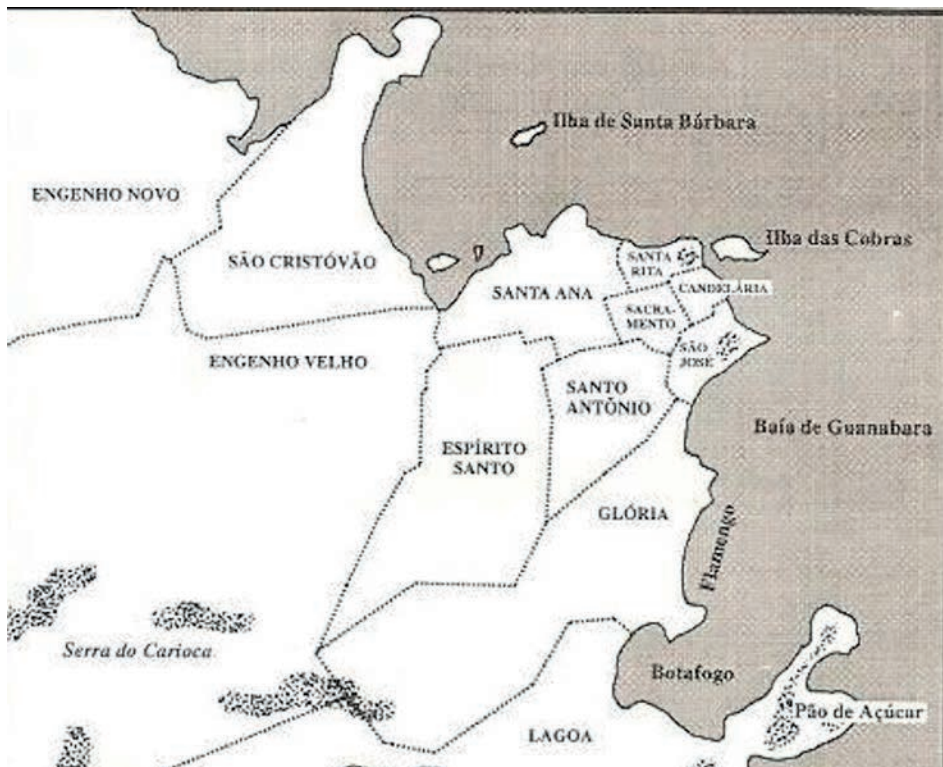 Ilha de Santa Bárbara
ENGENHO NOVO
Ilha das Cobras
SÃO CRISTÓVÃO
SANTA
RITA
SANTA ANA
CANDELÁRIA
SACRA-
MENTO
ENGENHO VELHO
SÃO
JOSÉ
SANTO
ANTÔNIO
Baía de Guanabara
ESPÍRITO
SANTO
GLÓRIA
Flamengo
Serra do Carioca
Botafogo
Pão de Açúcar
LAGOA